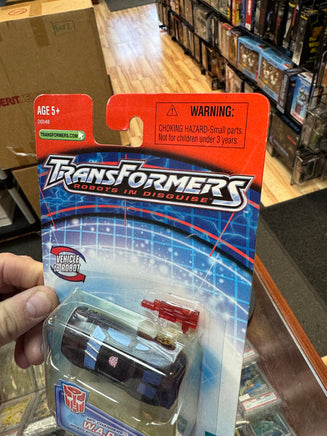 AGE 5+
TRANSFORMERS.COM
WARNING:
CHOKING HAZARD-Small parts.
Not for children under 3 years.
TRANSFORMERS
ROBOTS IN DISGUISE
VEHICLE
TO ROBOT